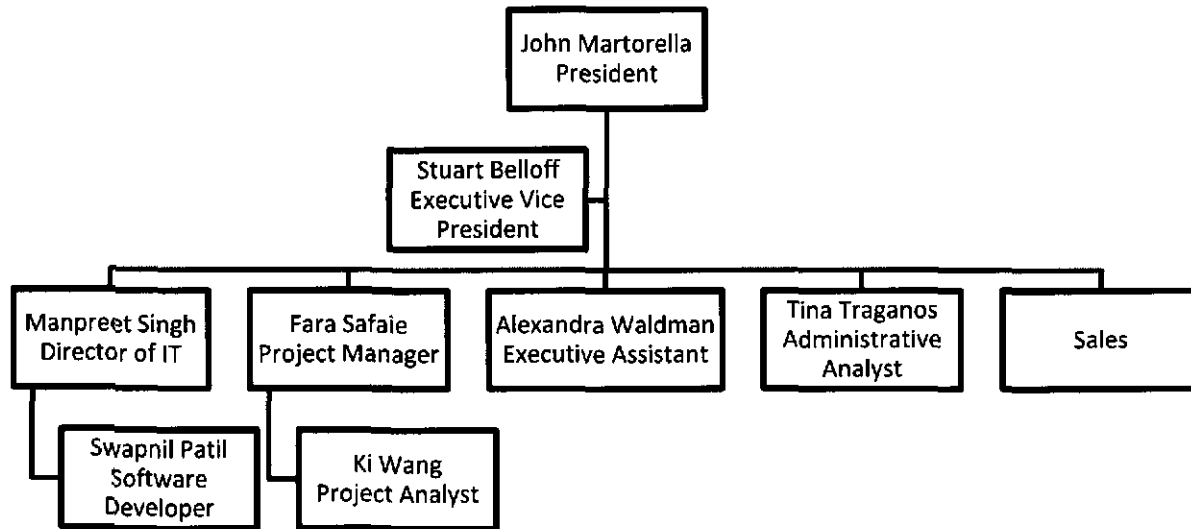 John Martorella
President
Stuart Belloff
Executive Vice
President
Manpreet Singh
Director of IT
Fara Safaie
Project Manager
Alexandra Waldman
Executive Assistant
Tina Traganos
Administrative
Analyst
Sales
Swapnil Patil
Software
Developer
Ki Wang
Project Analyst